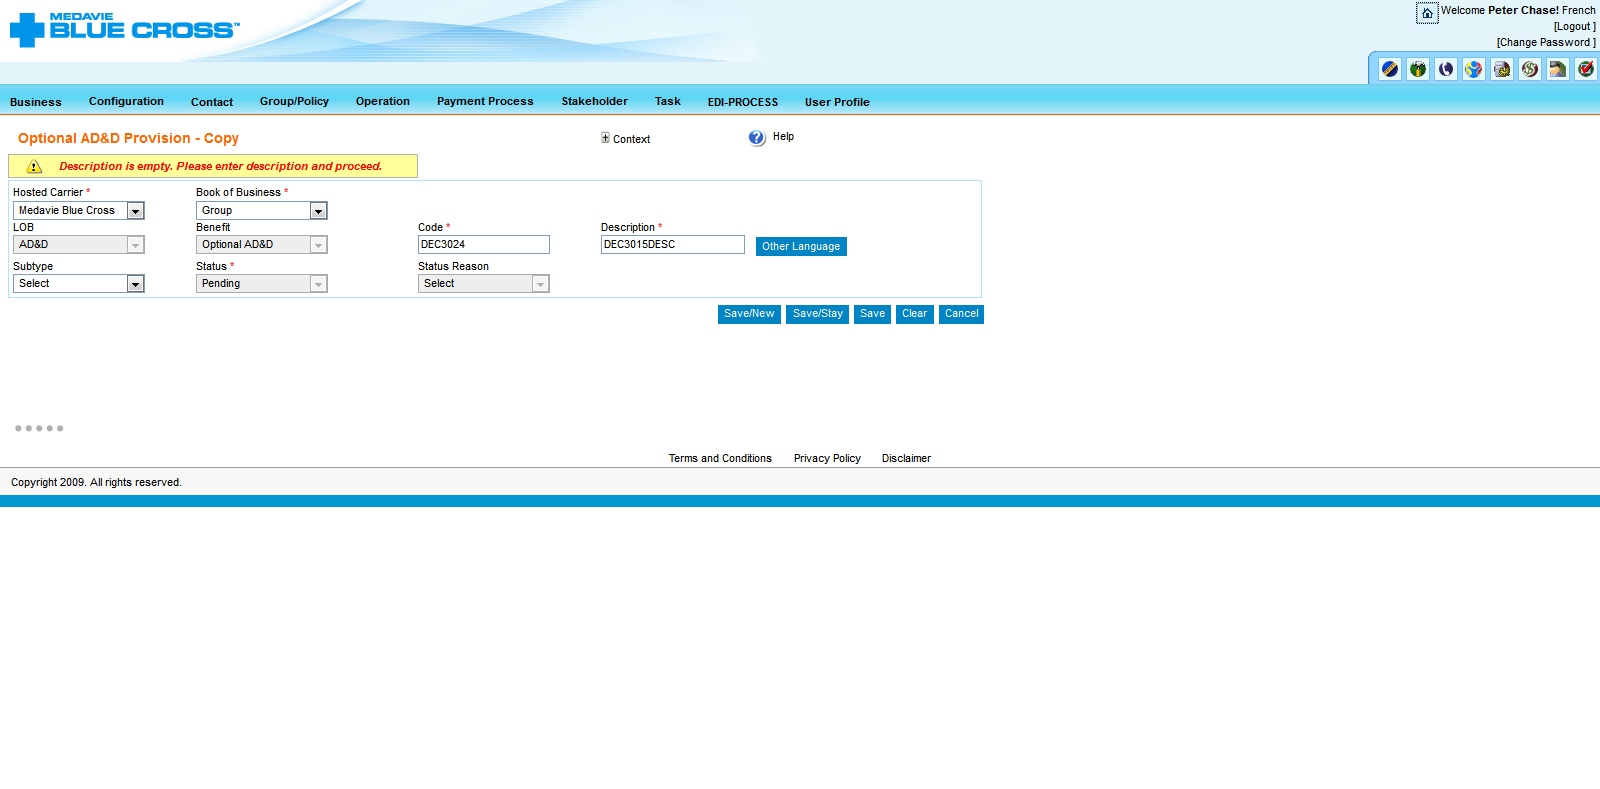 MEDAVIE
BLUE CROSS™
Welcome Peter Chase! French
[Logout ]
[Change Password ]
Business Configuration Contact Group/Policy Operation Payment Process Stakeholder Task EDI-PROCESS User Profile
Optional AD&D Provision - Copy
Context
Help
Description is empty. Please enter description and proceed.
Hosted Carrier * Book of Business *
Medavie Blue Cross Group
LOB Benefit Code * Description *
AD&D Optional AD&D DEC3024 DEC3015DESC Other Language
Subtype Status * Status Reason
Select Pending Select
Save/New Save/Stay Save Clear Cancel
Terms and Conditions Privacy Policy Disclaimer
Copyright 2009. All rights reserved.